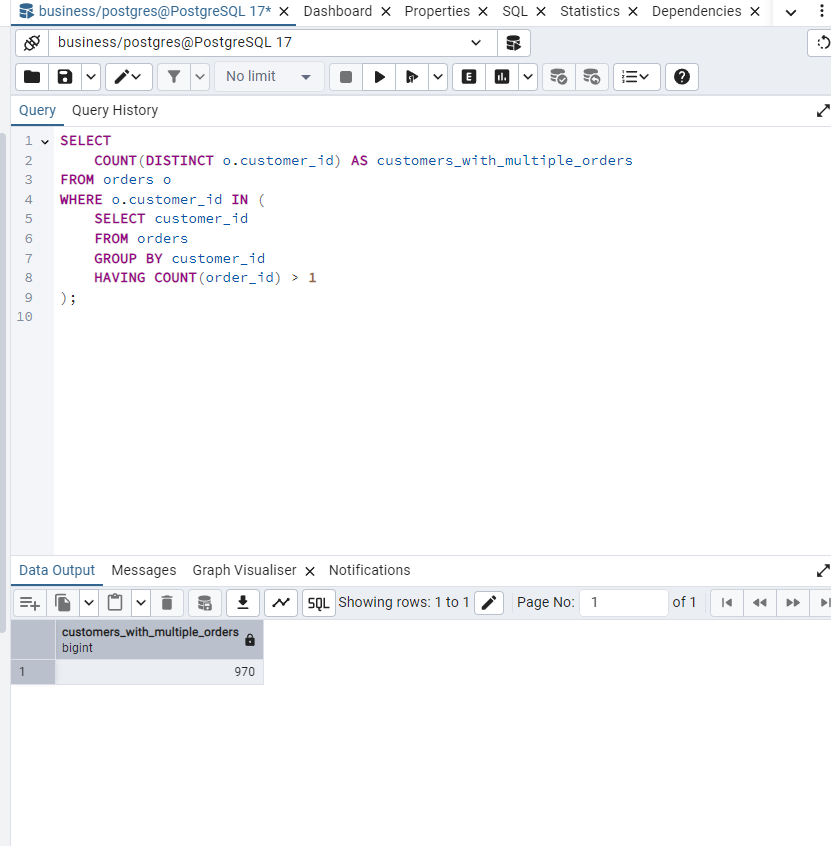 business/postgres@PostgreSQL 17* Dashboard Properties SQL Statistics Dependencies
business/postgres@PostgreSQL 17
No limit
E
Query Query History
1 SELECT
2 COUNT(DISTINCT o.customer_id) AS customers_with_multiple_orders
3 FROM orders o
4 WHERE o.customer_id IN (
5 SELECT customer_id
6 FROM orders
7 GROUP BY customer_id
8 HAVING COUNT(order_id) > 1
9 );
10
Data Output Messages Graph Visualiser Notifications
SQL Showing rows: 1 to 1 Page No: 1 of 1
customers_with_multiple_orders
bigint
1 970